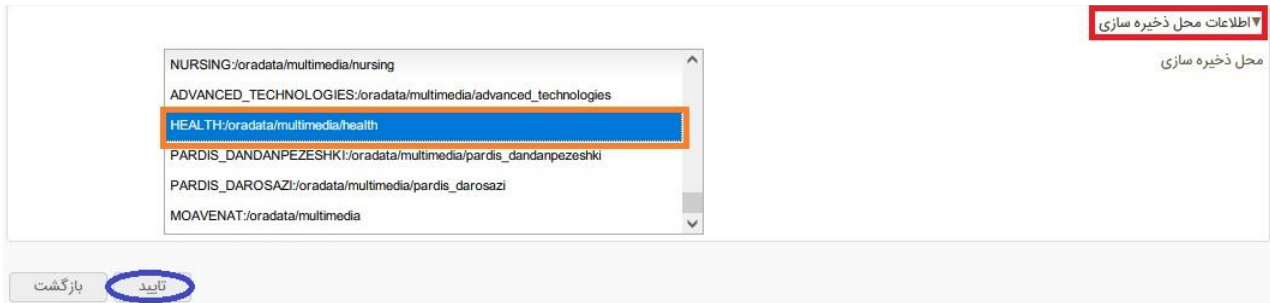 ▼اطلاعات محل ذخیره سازی
محل ذخیره سازی
NURSING:/oradata/multimedia/nursing
ADVANCED_TECHNOLOGIES:/oradata/multimedia/advanced_technologies
HEALTH:/oradata/multimedia/health
PARDIS_DANDANPEZESHKI:/oradata/multimedia/pardis_dandanpezeshki
PARDIS_DAROSAZI:/oradata/multimedia/pardis_darosazi
MOAVENAT:/oradata/multimedia
تایید بازگشت